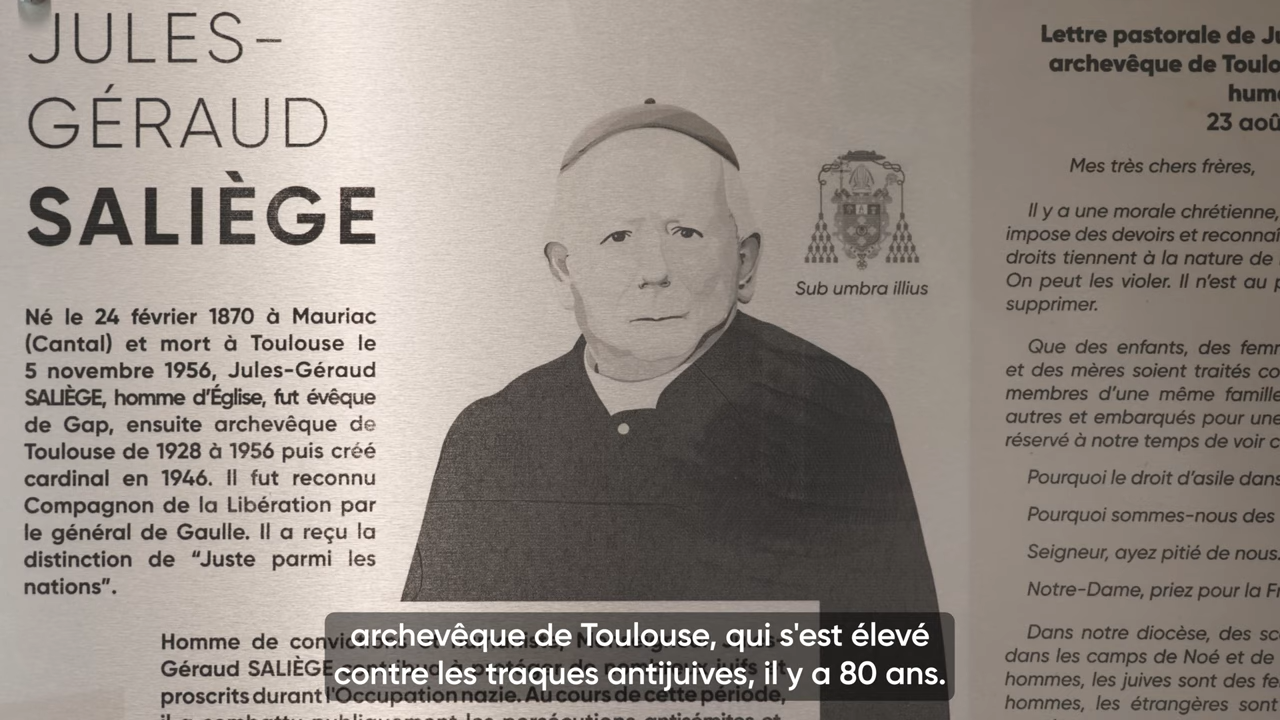 JULES-
GÉRAUD
SALIÈGE
Né le 24 février 1870 à Mauriac
(Cantal) et mort à Toulouse le
5 novembre 1956, Jules-Géraud
SALIÈGE, homme d'Église, fut évêque
de Gap, ensuite archevêque de
Toulouse de 1928 à 1956 puis créé
cardinal en 1946. Il fut reconnu
Compagnon de la Libération par
le général de Gaulle. Il a reçu la
distinction de “Juste parmi les
nations”.
Homme de
Géraud SALIÈGE
proscrits durant l'Occupation nazie. Au cours de cette période,
il a combattu publiquement les persécutions antisémites et
Sub umbra illius
Lettre pastorale de
archevêque de
23
Mes très chers frères,
Il y a une morale chrétienne,
impose des devoirs et
droits tiennent à la nature de
On peut les violer. Il n'est au
supprimer.
Que des enfants, des
et des mères soient traités
membres d'une même famille
autres et embarqués pour une
réservé à notre temps de voir
Pourquoi le droit d'asile dans
Pourquoi sommes-nous des
Seigneur, ayez pitié de nous.
Notre-Dame, priez pour la
Dans notre diocèse, des
dans les camps de Noé et de
hommes, les juives sont des
hommes, les étrangères sont
archevêque de Toulouse, qui s'est élevé
contre les traques antijuives, il y a 80 ans.